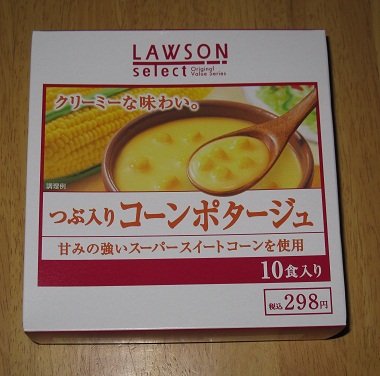 LAWSON
select Original Value Series
クリーミーな味わい。
調理例
つぶ入りコーンポタージュ
甘みの強いスーパースイートコーンを使用
10食入り
税込298円